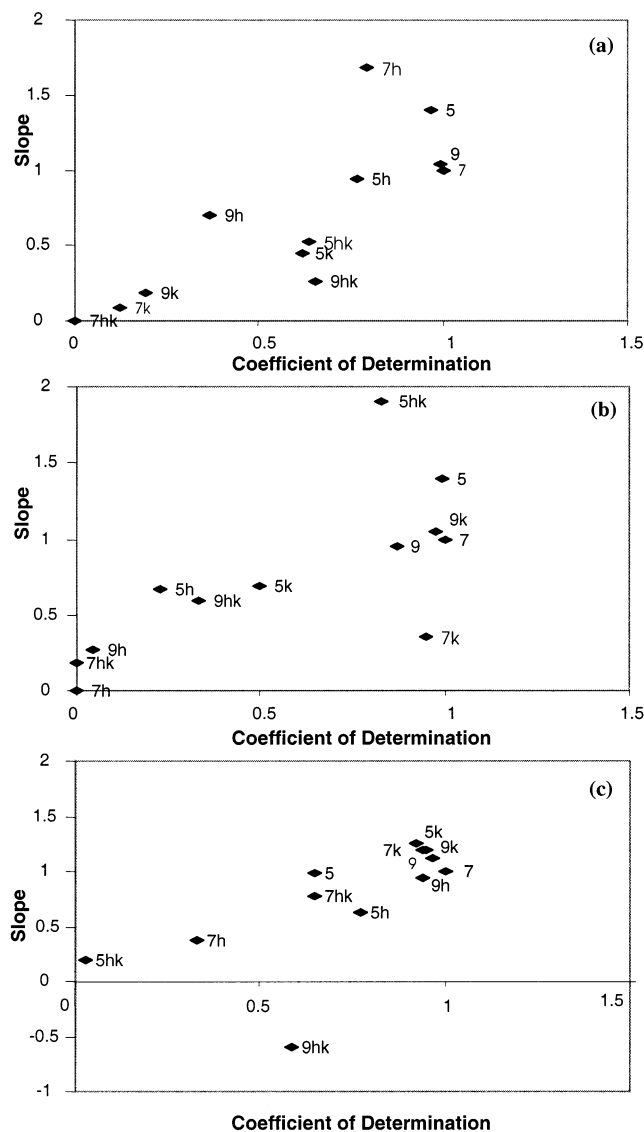 2
(a)
7h
1.5
5
9
7
1
5h
Slope
9h
5hk
0.5
5k
9hk
9k
7k
0
7hk
0 0.5 1 1.5
Coefficient of Determination
2
5hk
(b)
5
1.5
9k
7
9
1
Slope
5k
5h
9hk
0.5
7k
9h
7hk
0
7h
0 0.5 1 1.5
Coefficient of Determination
2
(c)
1.5
5k
7k 9k
9
5 7
1
9h
7hk
5h
Slope
0.5
7h
5hk
0
0 0.5 1 1.5
-0.5
9hk
-1
Coefficient of Determination